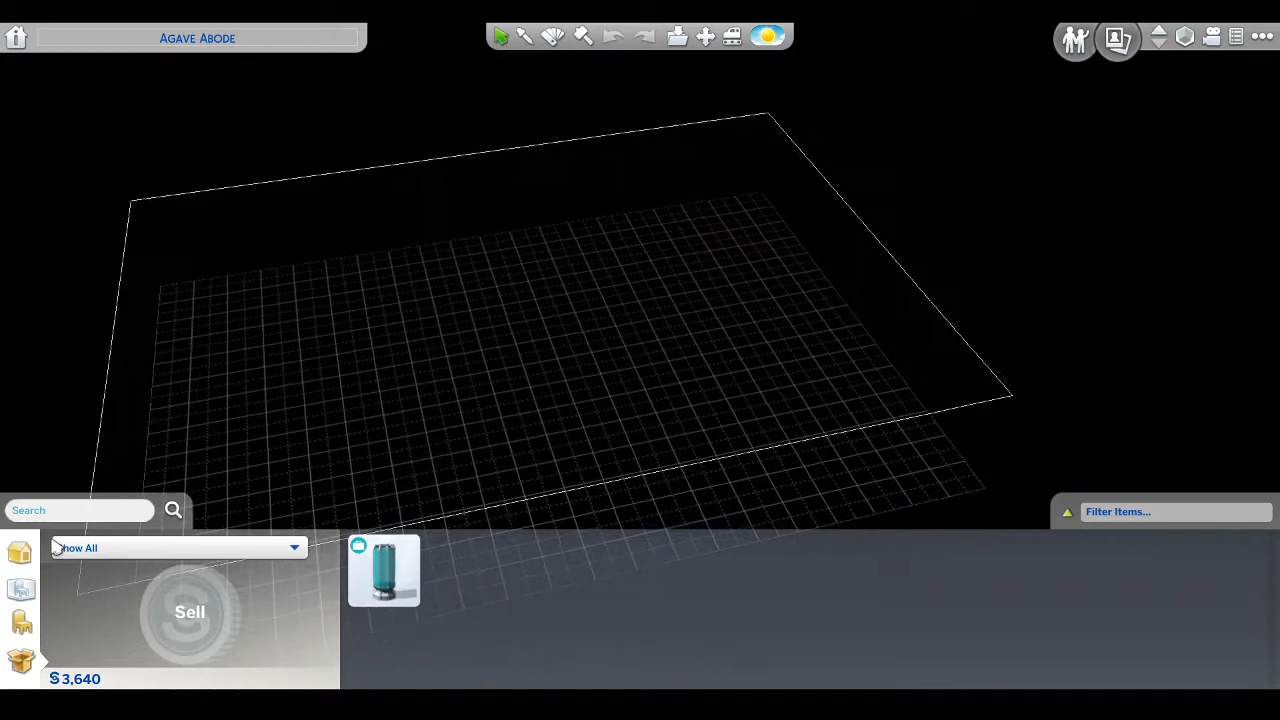 AGAVE ABODE
Search
Filter Items...
how All
Sell
S 3,640